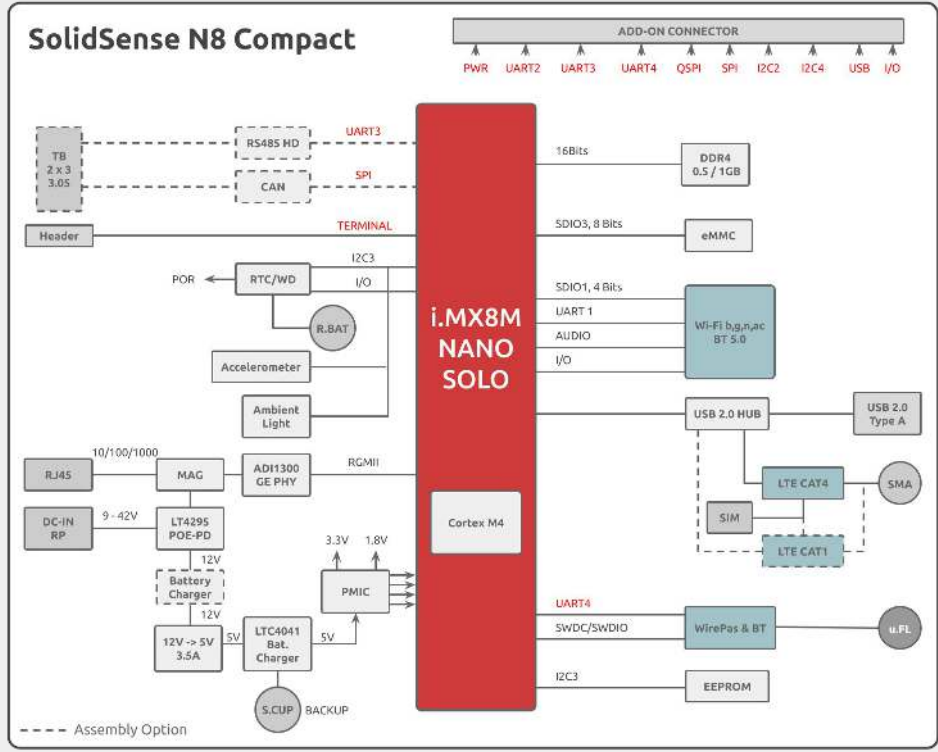 SolidSense N8 Compact
ADD-ON CONNECTOR
PWR UART2 UART3 UART4 QSPI SPI I2C2 I2C4 USB I/O
TB
2 x 3
3.05
RS485 HD
UART3
CAN
SPI
Header
TERMINAL
POR
RTC/WD
I2C3
I/O
R.BAT
Accelerometer
Ambient
Light
RJ45
10/100/1000
MAG
ADI1300
GE PHY
RGMII
DC-IN
RP
9 - 42V
LT4295
POE-PD
12V
Battery
Charger
12V
12V -> 5V
3.5A
5V
LTC4041
Bat.
Charger
5V
S.CUP
BACKUP
3.3V
1.8V
PMIC
i.MX8M
NANO
SOLO
Cortex M4
16Bits
DDR4
0.5 / 1GB
SDIO3, 8 Bits
eMMC
SDIO1, 4 Bits
UART 1
AUDIO
I/O
Wi-Fi b,g,n,ac
BT 5.0
USB 2.0 HUB
USB 2.0
Type A
LTE CAT4
SMA
SIM
LTE CAT1
UART4
SWDC/SWDIO
WirePas & BT
u.FL
I2C3
EEPROM
---- Assembly Option